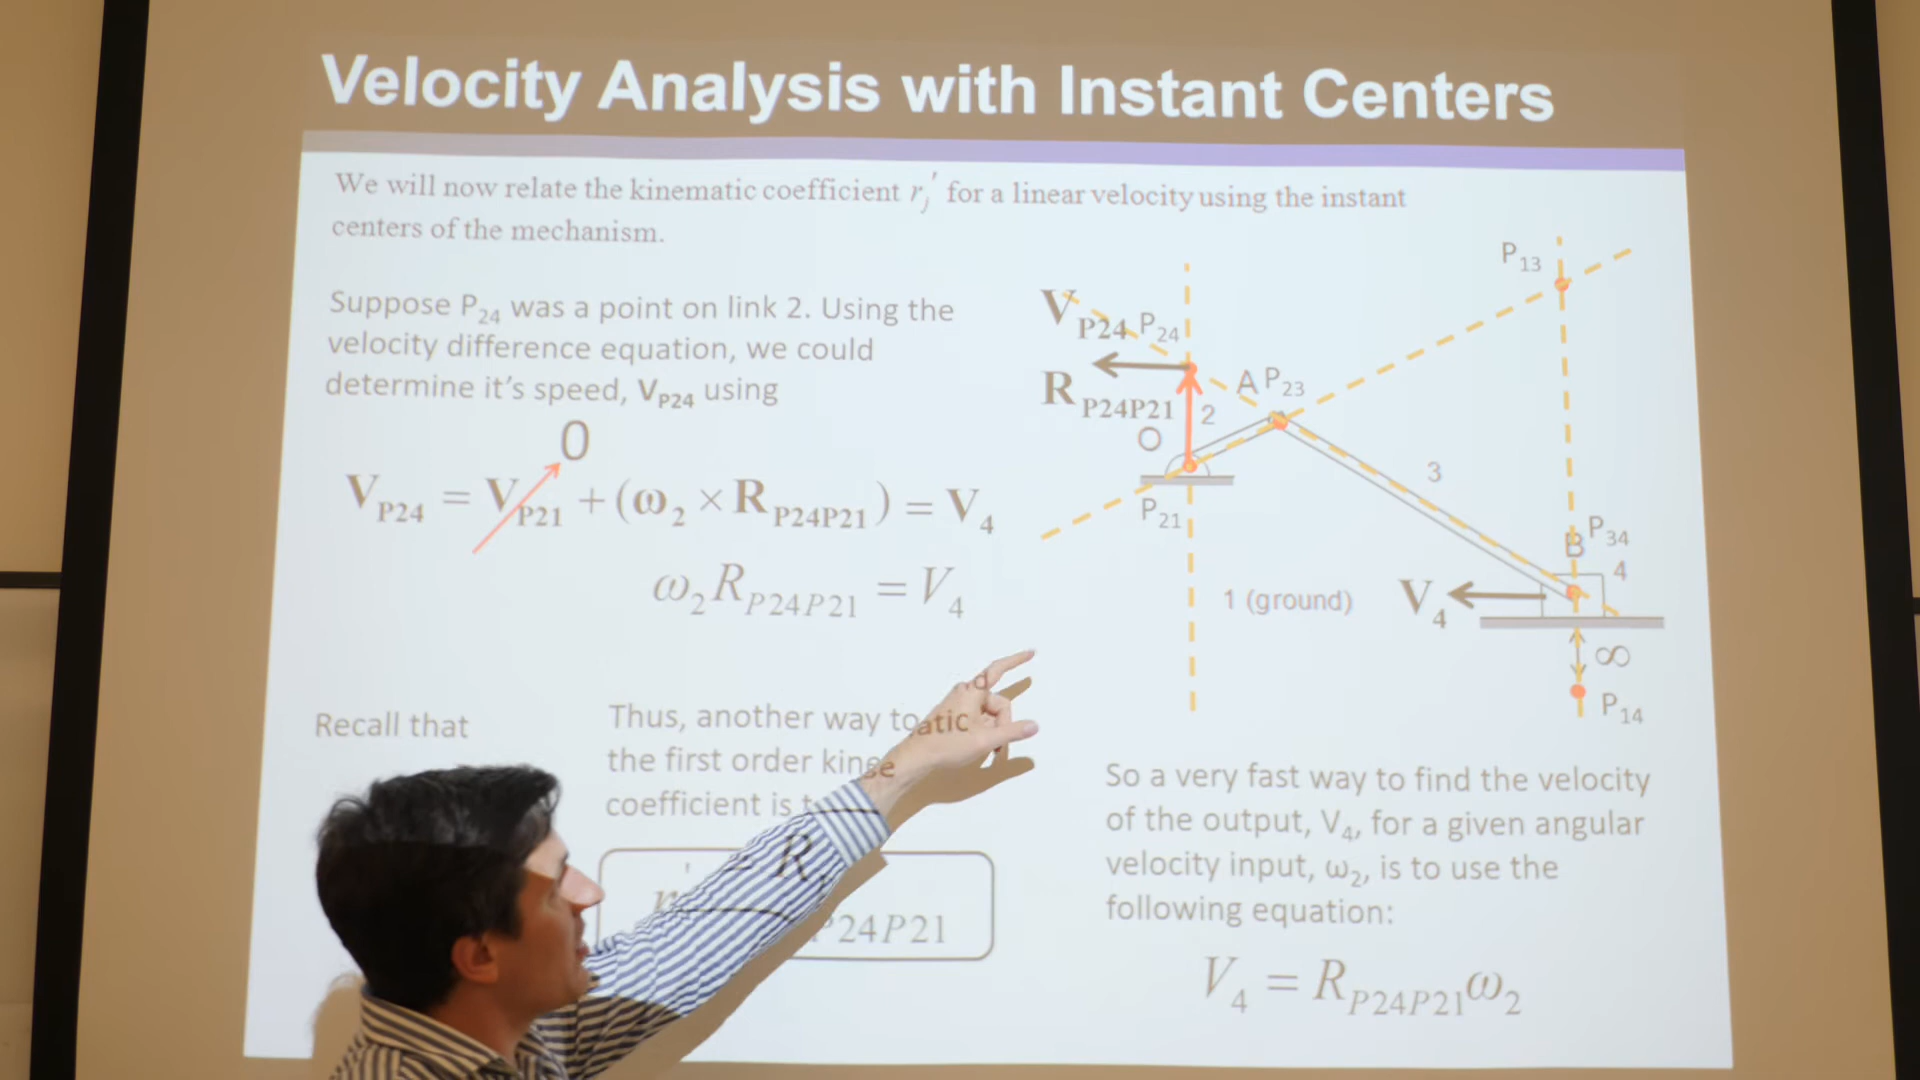 Velocity Analysis with Instant Centers
We will now relate the kinematic coefficient r_j' for a linear velocity using the instant
centers of the mechanism.
Suppose P_24 was a point on link 2. Using the
velocity difference equation, we could
determine it's speed, V_P24 using
0
V_P24 = V_P21 + (ω_2 × R_P24P21) = V_4
ω_2 R_P24P21 = V_4
Recall that
Thus, another way to
atic
the first order kin
coefficient is
R
P24P21
V_P24
P_24
R_P24P21
2
O
P_21
A P_23
3
P_13
B
P_34
4
V_4
1 (ground)
∞
P_14
So a very fast way to find the velocity
of the output, V_4, for a given angular
velocity input, ω_2, is to use the
following equation:
V_4 = R_P24P21 ω_2